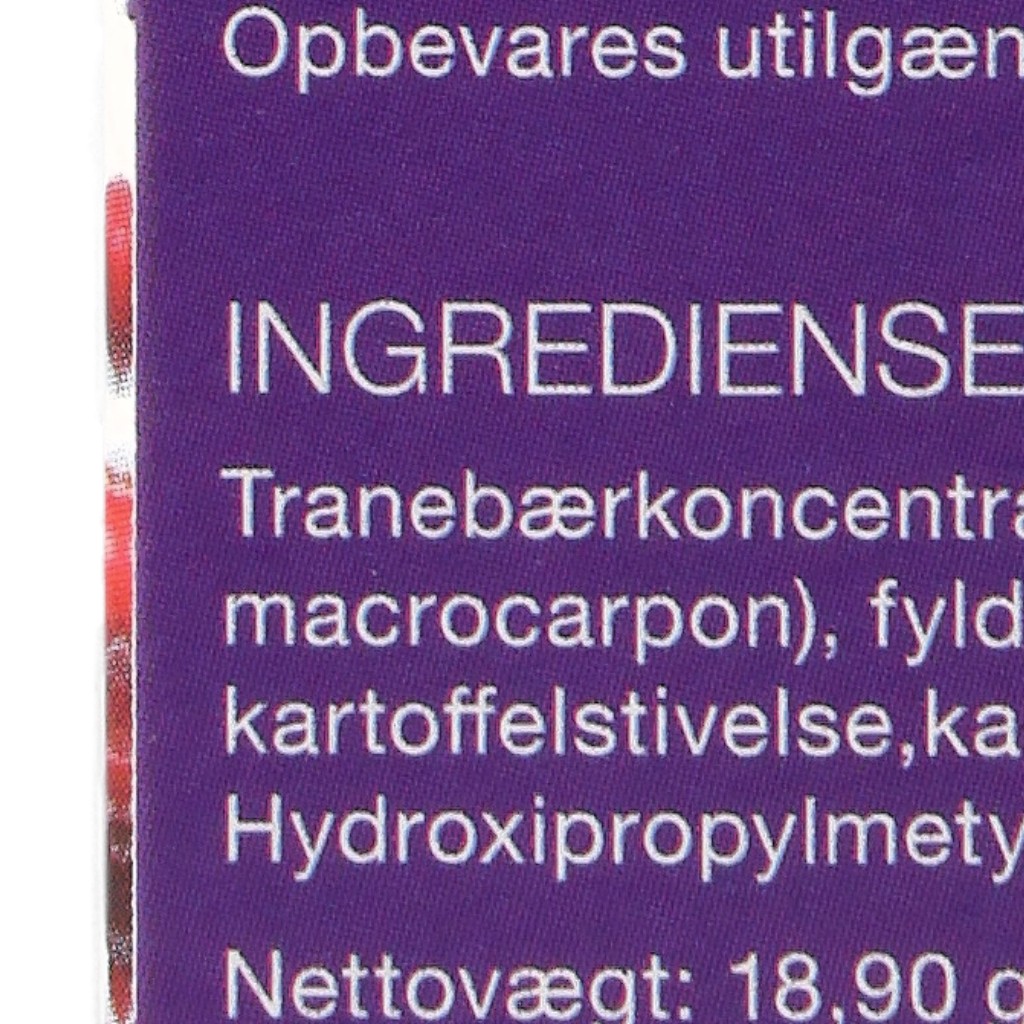 Opbevares utilgæn
INGREDIENSE
Tranebærkoncentra
macrocarpon), fyld
kartoffelstivelse,ka
Hydroxipropylmety
Nettovægt: 18,90 g